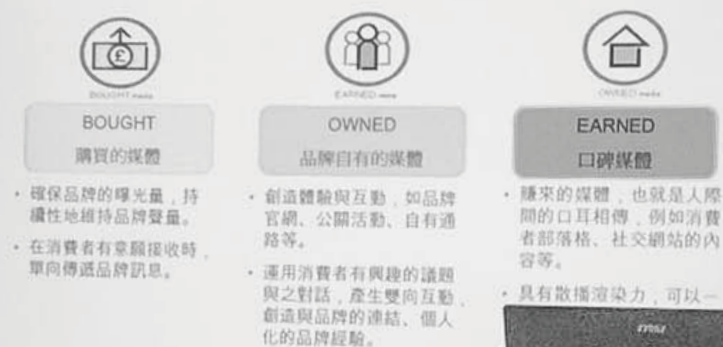 BOUGHT media
BOUGHT
購買的媒體
・確保品牌的曝光量，持
續性地維持品牌聲量。
・在消費者有意願接收時，
單向傳遞品牌訊息。
EARNED media
OWNED
品牌自有的媒體
・創造體驗與互動，如品牌
官網、公關活動、自有通
路等。
・運用消費者有興趣的議題
與之對話，產生雙向互動，
創造與品牌的連結、個人
化的品牌經驗。
OWNED media
EARNED
口碑媒體
・賺來的媒體，也就是人際
間的口耳相傳，例如消費
者部落格、社交網站的內
容等。
・具有散播渲染力，可以一
msi